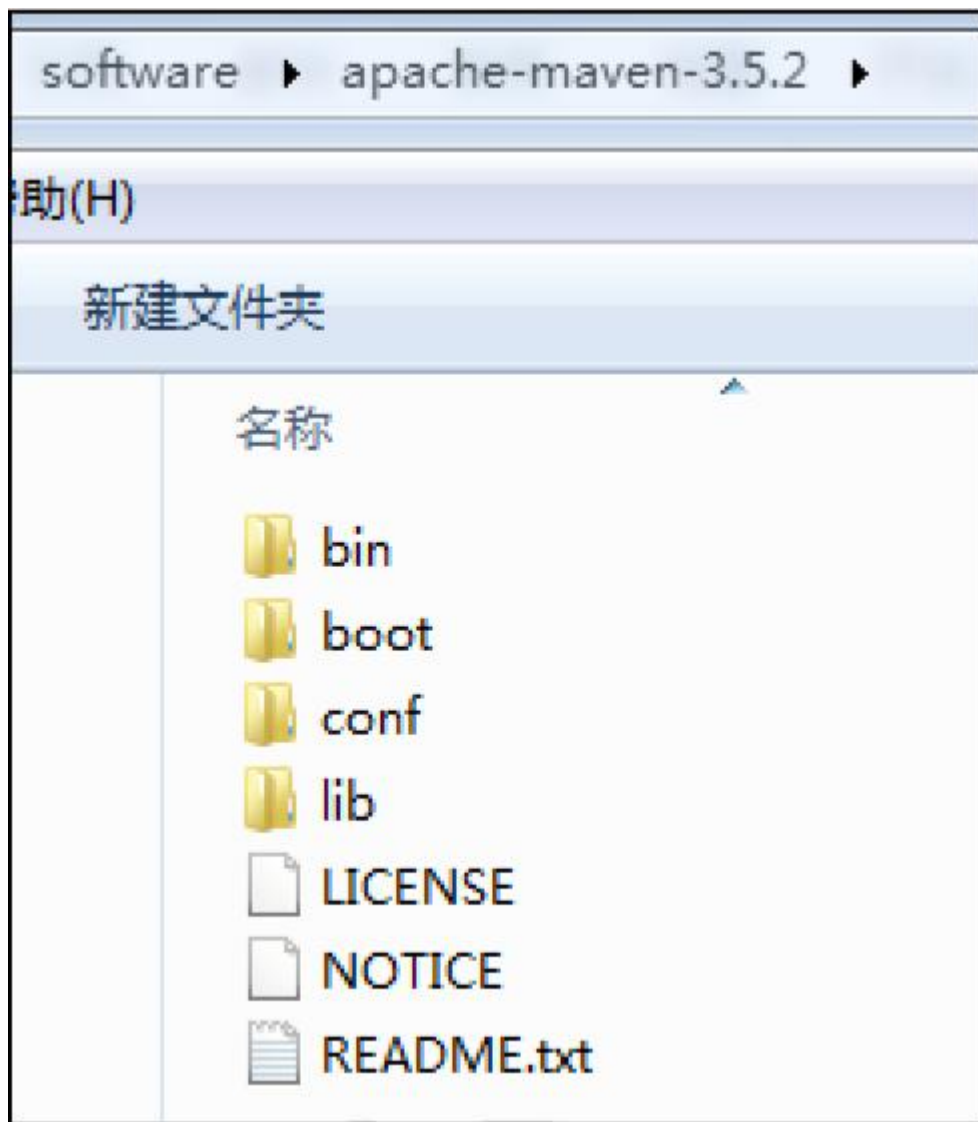 software ▸ apache-maven-3.5.2 ▸
助(H)
新建文件夹
名称
bin
boot
conf
lib
LICENSE
NOTICE
README.txt